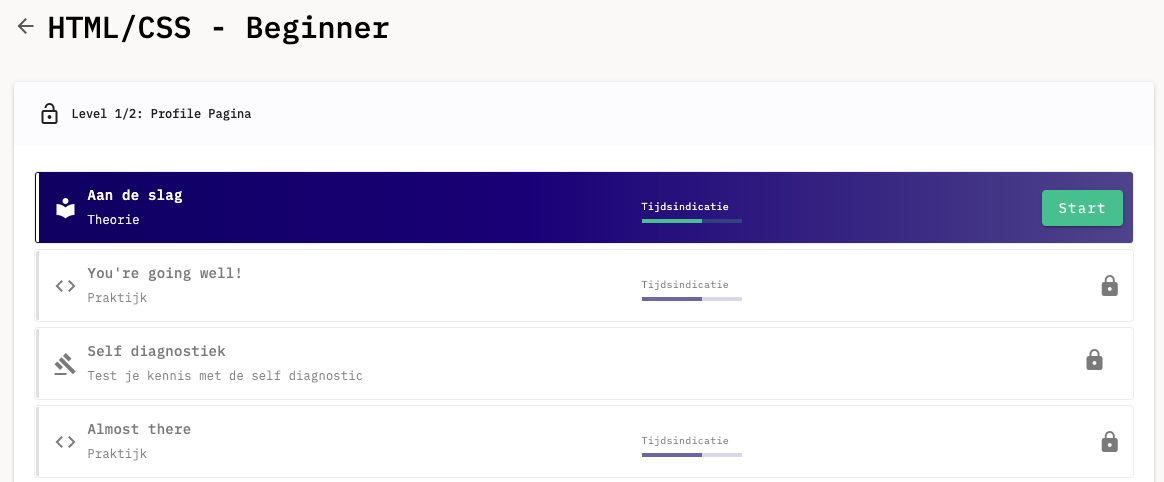 HTML/CSS - Beginner
Level 1/2: Profile Pagina
Aan de slag
Theorie
Tijdsindicatie
Start
You're going well!
Praktijk
Tijdsindicatie
Self diagnostiek
Test je kennis met de self diagnostic
Almost there
Praktijk
Tijdsindicatie